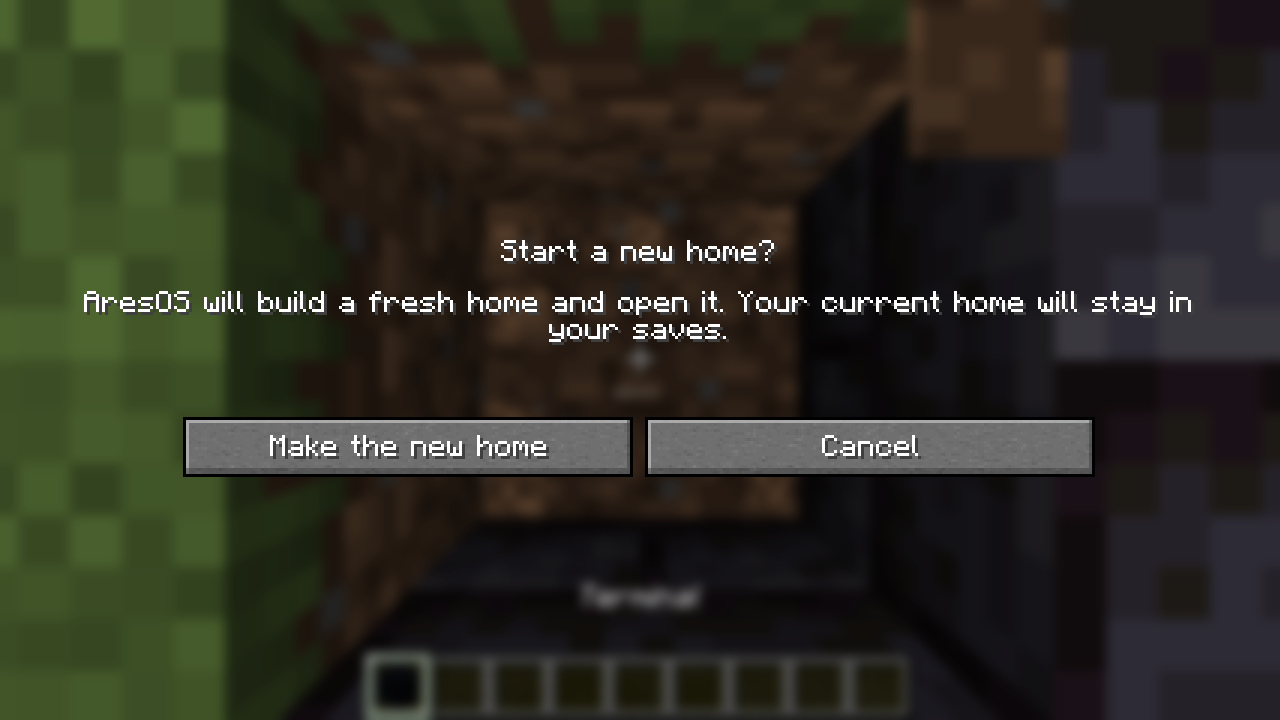 Start a new home?
AresOS will build a fresh home and open it. Your current home will stay in
your saves.
Make the new home
Cancel
Terminal